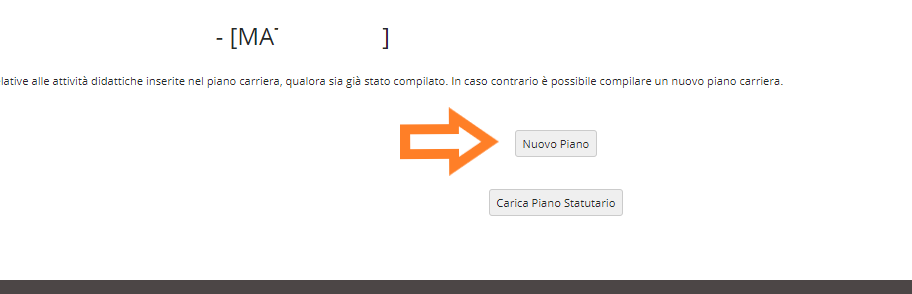 - [MA ]
lative alle attività didattiche inserite nel piano carriera, qualora sia già stato compilato. In caso contrario è possibile compilare un nuovo piano carriera.
Nuovo Piano
Carica Piano Statutario